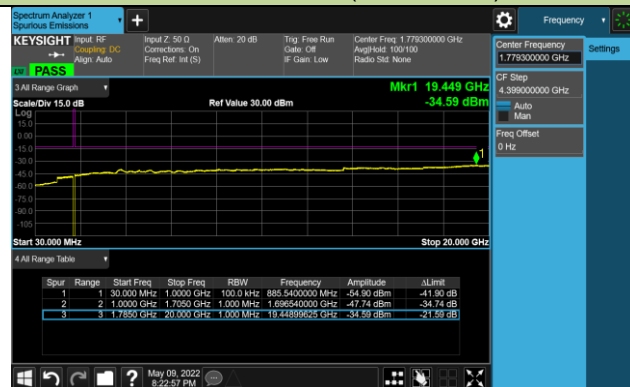 Spectrum Analyzer 1
Spurious Emissions
Frequency
KEYSIGHT
Input: RF
Coupling: DC
Align: Auto
Input Z: 50 Ω
Corrections: On
Freq Ref: Int (S)
Atten: 20 dB
Trig: Free Run
Gate: Off
IF Gain: Low
Center Freq: 1.779300000 GHz
Avg|Hold: 100/100
Radio Std: None
PASS
Center Frequency
1.779300000 GHz
Settings
CF Step
4.399000000 GHz
Auto
Man
Freq Offset
0 Hz
3 All Range Graph
Mkr1 19.449 GHz
Scale/Div 15.0 dB
Ref Value 30.00 dBm
-34.59 dBm
Log
15.0
0.00
-15.0
-30.0
-45.0
-60.0
-75.0
-90.0
-105
1
Start 30.000 MHz
Stop 20.000 GHz
4 All Range Table
Spur Range Start Freq Stop Freq RBW Frequency Amplitude ΔLimit
1 1 30.000 MHz 1.0000 GHz 100.0 kHz 885.5400000 MHz -54.90 dBm -41.90 dB
2 2 1.0000 GHz 1.7050 GHz 1.000 MHz 1.696540000 GHz -47.74 dBm -34.74 dB
3 3 1.7850 GHz 20.000 GHz 1.000 MHz 19.44899625 GHz -34.59 dBm -21.59 dB
May 09, 2022
8:22:57 PM